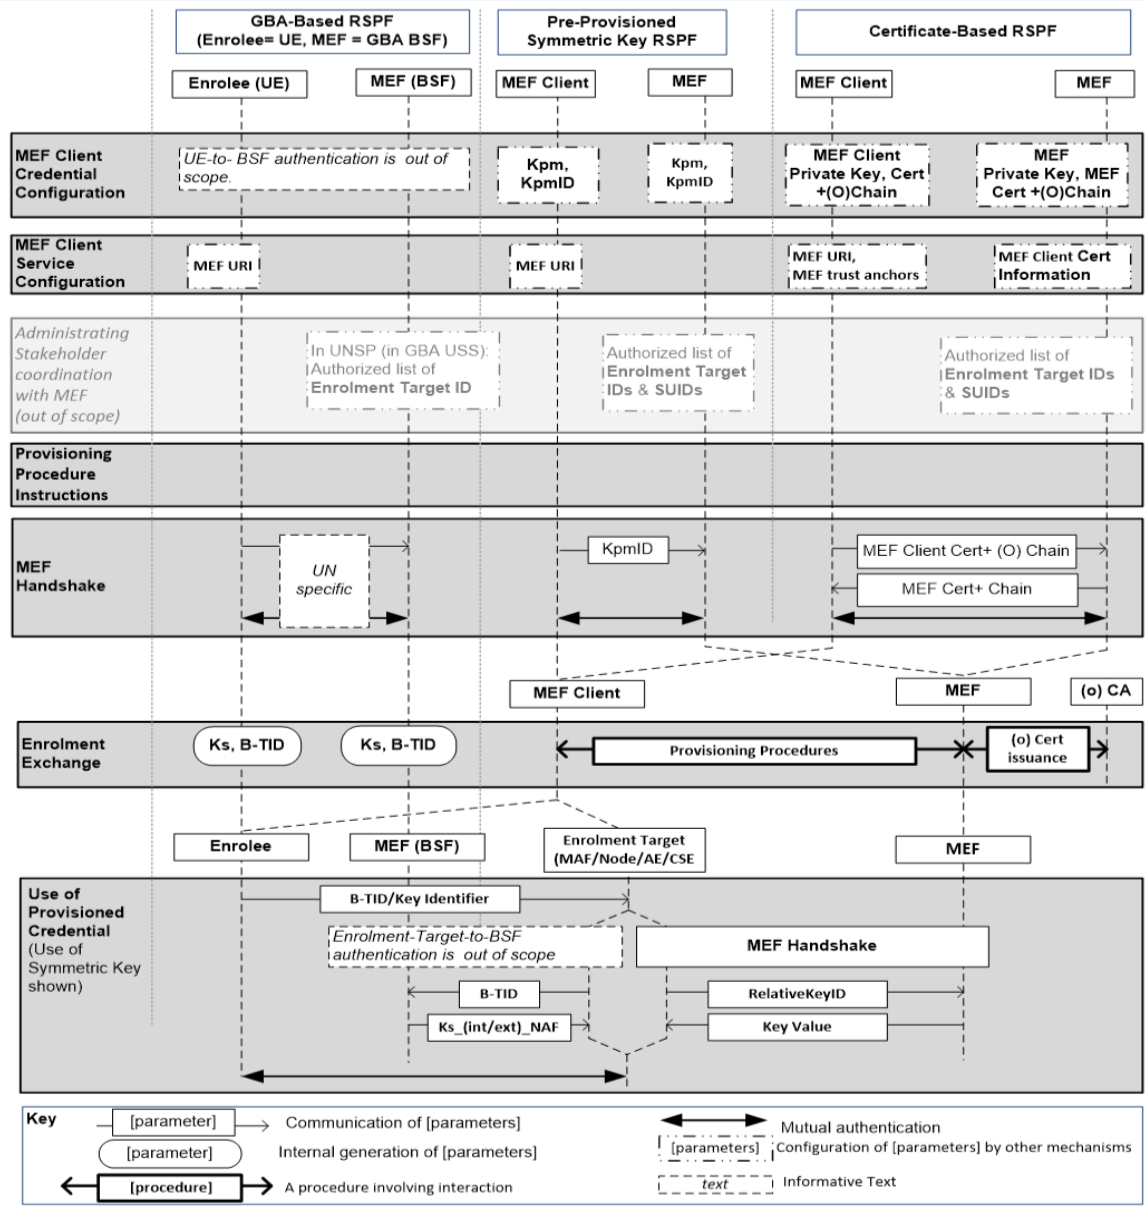 GBA-Based RSPF
(Enrolee= UE, MEF = GBA BSF)
Pre-Provisioned
Symmetric Key RSPF
Certificate-Based RSPF
Enrolee (UE)
MEF (BSF)
MEF Client
MEF
MEF Client
MEF
MEF Client
Credential
Configuration
UE-to- BSF authentication is out of
scope.
Kpm,
KpmID
Kpm,
KpmID
MEF Client
Private Key, Cert
+(O)Chain
MEF
Private Key, MEF
Cert +(O)Chain
MEF Client
Service
Configuration
MEF URI
MEF URI
MEF URI,
MEF trust anchors
MEF Client Cert
Information
Administrating
Stakeholder
coordination
with MEF
(out of scope)
In UNSP (in GBA USS):
Authorized list of
Enrolment Target ID
Authorized list of
Enrolment Target
IDs & SUIDs
Authorized list of
Enrolment Target IDs
& SUIDs
Provisioning
Procedure
Instructions
MEF
Handshake
UN
specific
KpmID
MEF Client Cert+ (O) Chain
MEF Cert+ Chain
MEF Client
MEF
(o) CA
Enrolment
Exchange
Ks, B-TID
Ks, B-TID
Provisioning Procedures
(o) Cert
issuance
Enrolee
MEF (BSF)
Enrolment Target
(MAF/Node/AE/CSE
MEF
Use of
Provisioned
Credential
(Use of
Symmetric Key
shown)
B-TID/Key Identifier
Enrolment-Target-to-BSF
authentication is out of scope
MEF Handshake
B-TID
RelativeKeyID
Ks_(int/ext)_NAF
Key Value
Key
[parameter]
Communication of [parameters]
[parameter]
Internal generation of [parameters]
[procedure]
A procedure involving interaction
Mutual authentication
[parameters]
Configuration of [parameters] by other mechanisms
text
Informative Text